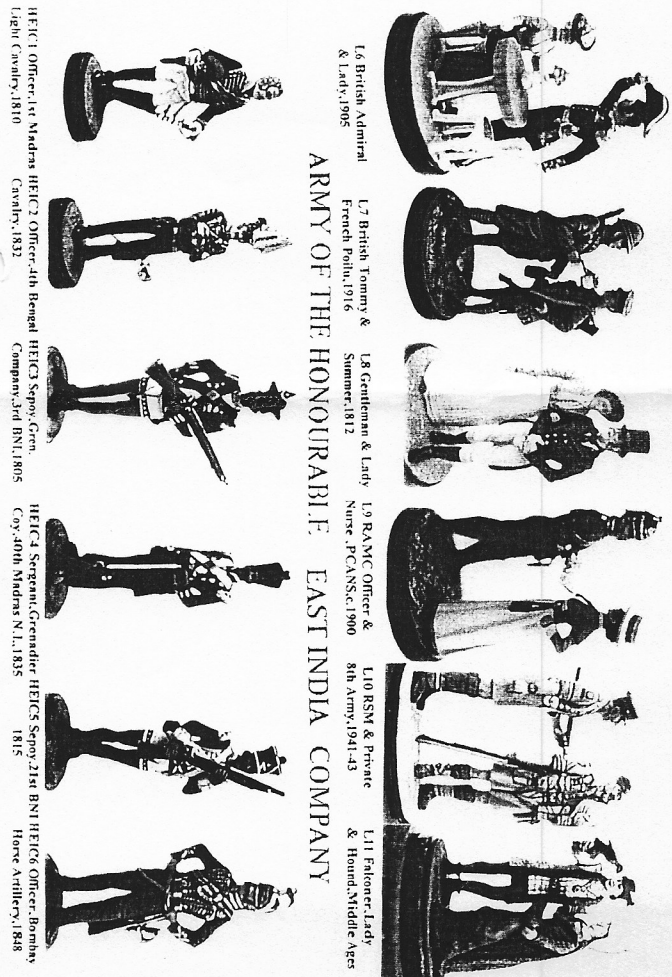 L6 British Admiral
& Lady,1905
L7 British Tommy &
French Poilu,1916
L8 Gentleman & Lady
Summer,1812
L9 RAMC Officer &
Nurse ,PCANS,c.1900
L10 RSM & Private
8th Army,1941-43
L11 Falconer,Lady
& Hound,Middle Ages
ARMY OF THE HONOURABLE EAST INDIA COMPANY
HEIC1 Officer,1st Madras
Light Cavalry,1810
HEIC2 Officer,4th Bengal
Cavalry,1832
HEIC3 Sepoy,Gren.
Company,3rd BNI,1805
HEIC4 Sergeant,Grenadier
Coy,40th Madras N.I.,1835
HEIC5 Sepoy,21st BNI
1815
HEIC6 Officer,Bombay
Horse Artillery,1848